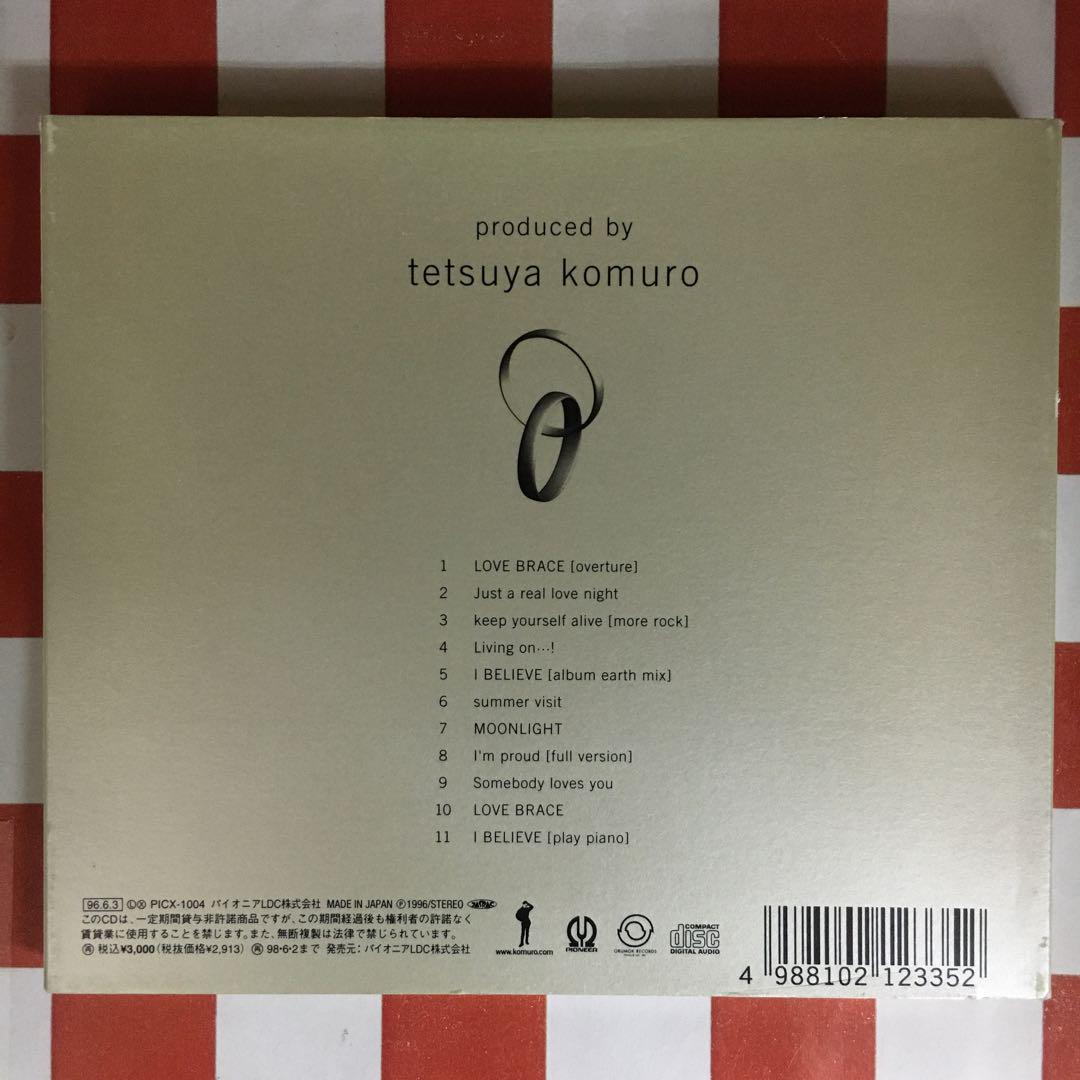 produced by
tetsuya komuro
1 LOVE BRACE [overture]
2 Just a real love night
3 keep yourself alive [more rock]
4 Living on…!
5 I BELIEVE [album earth mix]
6 summer visit
7 MOONLIGHT
8 I'm proud [full version]
9 Somebody loves you
10 LOVE BRACE
11 I BELIEVE [play piano]
96.6.3 ⓁⓍ PICX-1004 パイオニアLDC株式会社 MADE IN JAPAN ℗1996/STEREO
このCDは、一定期間貸与非許諾商品ですが、この期間経過後も権利者の許諾なく
賃貸業に使用することを禁じます。また、無断複製は法律で禁じられています。
㊢税込¥3,000(税抜価格¥2,913) ㊢98・6・2まで 発売元:パイオニアLDC株式会社
www.komuro.com
PIONEER
ORUMOK RECORDS
COMPACT
disc
DIGITAL AUDIO
4 988102 123352